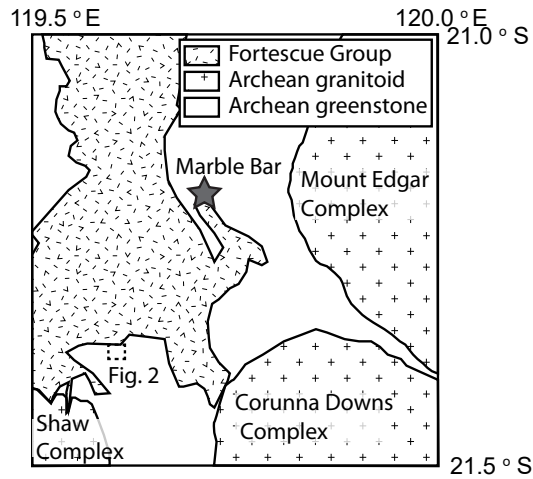 119.5 ° E
120.0 ° E
21.0 ° S
Fortescue Group
Archean granitoid
Archean greenstone
Marble Bar
Mount Edgar
Complex
Fig. 2
Corunna Downs
Complex
Shaw
Complex
21.5 ° S